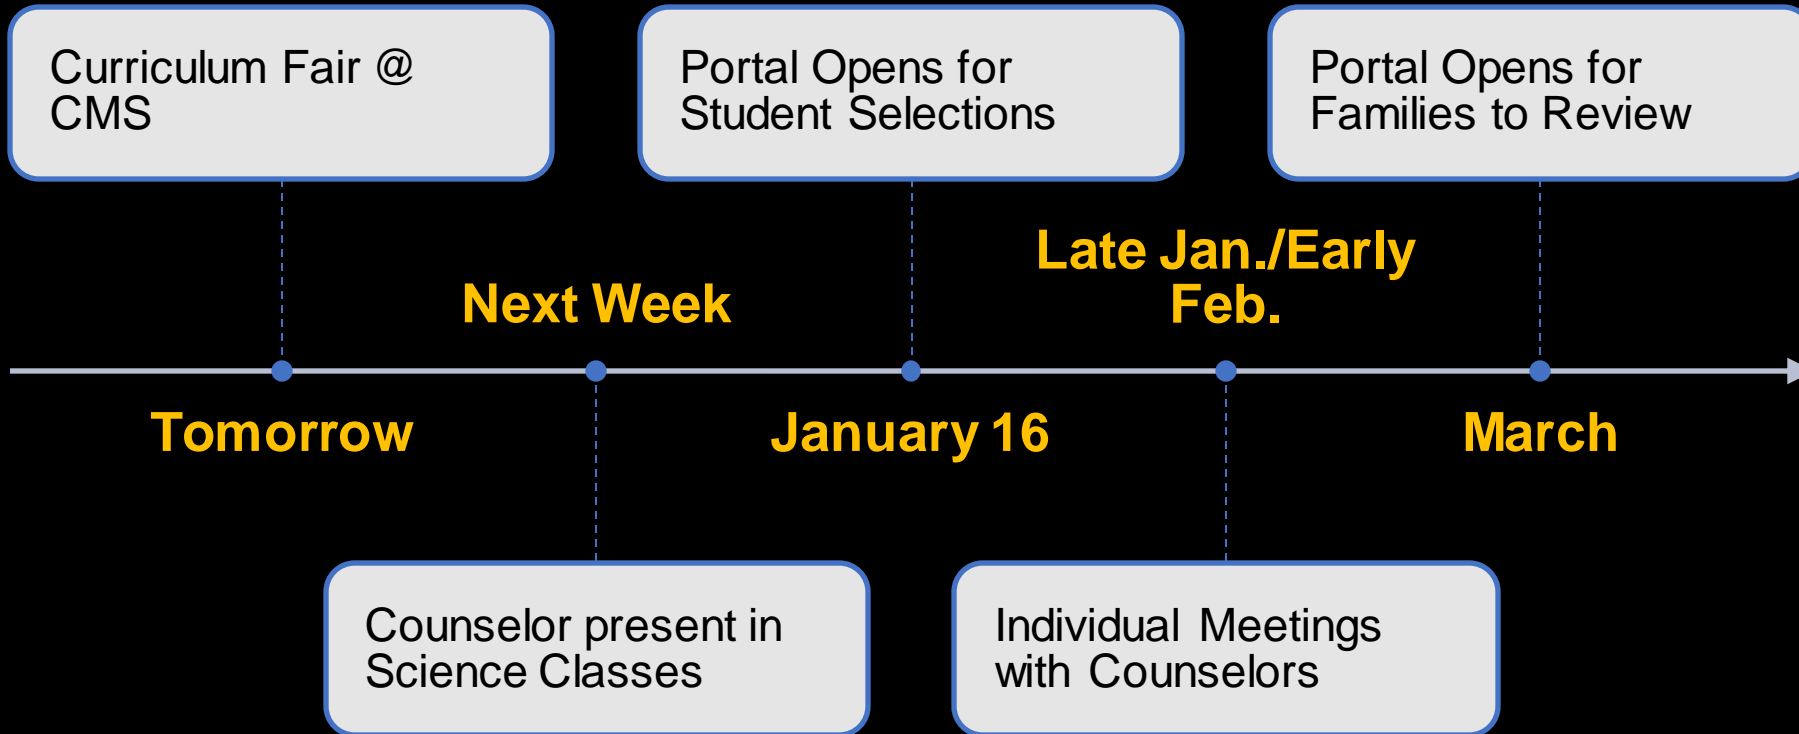 Curriculum Fair @
CMS
Portal Opens for
Student Selections
Portal Opens for
Families to Review
Late Jan./Early
Feb.
Next Week
Tomorrow
January 16
March
Counselor present in
Science Classes
Individual Meetings
with Counselors